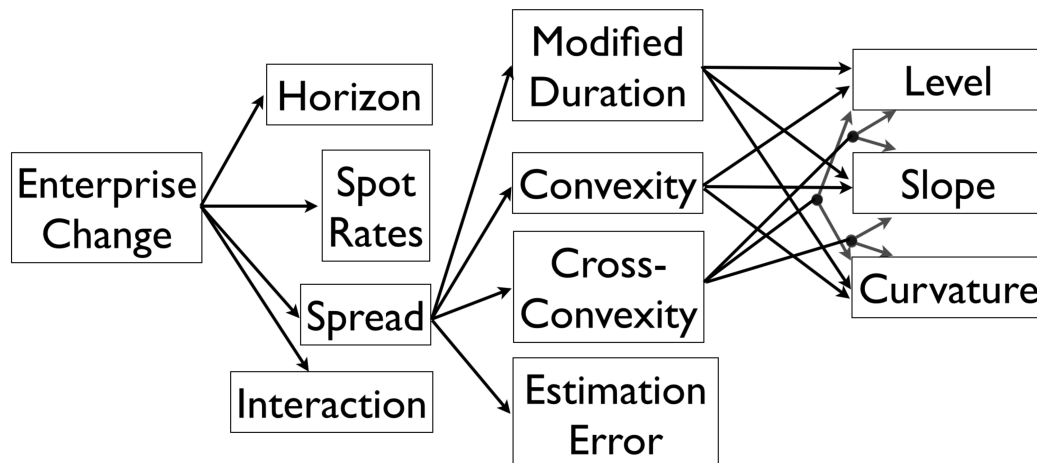 Enterprise
Change
Horizon
Spot
Rates
Spread
Interaction
Modified
Duration
Convexity
Cross-
Convexity
Estimation
Error
Level
Slope
Curvature